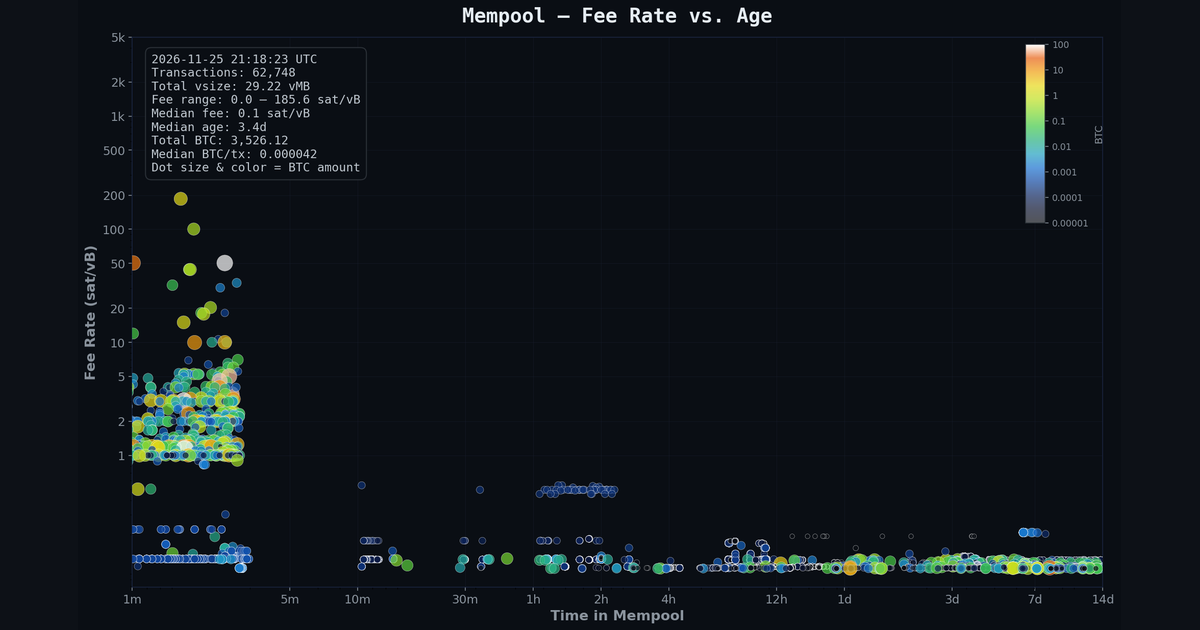 Mempool — Fee Rate vs. Age
2026-11-25 21:18:23 UTC
Transactions: 62,748
Total vsize: 29.22 vMB
Fee range: 0.0 — 185.6 sat/vB
Median fee: 0.1 sat/vB
Median age: 3.4d
Total BTC: 3,526.12
Median BTC/tx: 0.000042
Dot size & color = BTC amount
100
10
1
0.1
0.01
0.001
0.0001
0.00001
BTC
Fee Rate (sat/vB)
5k
2k
1k
500
200
100
50
20
10
5
2
1
1m
5m
10m
30m
1h
2h
4h
12h
1d
3d
7d
14d
Time in Mempool